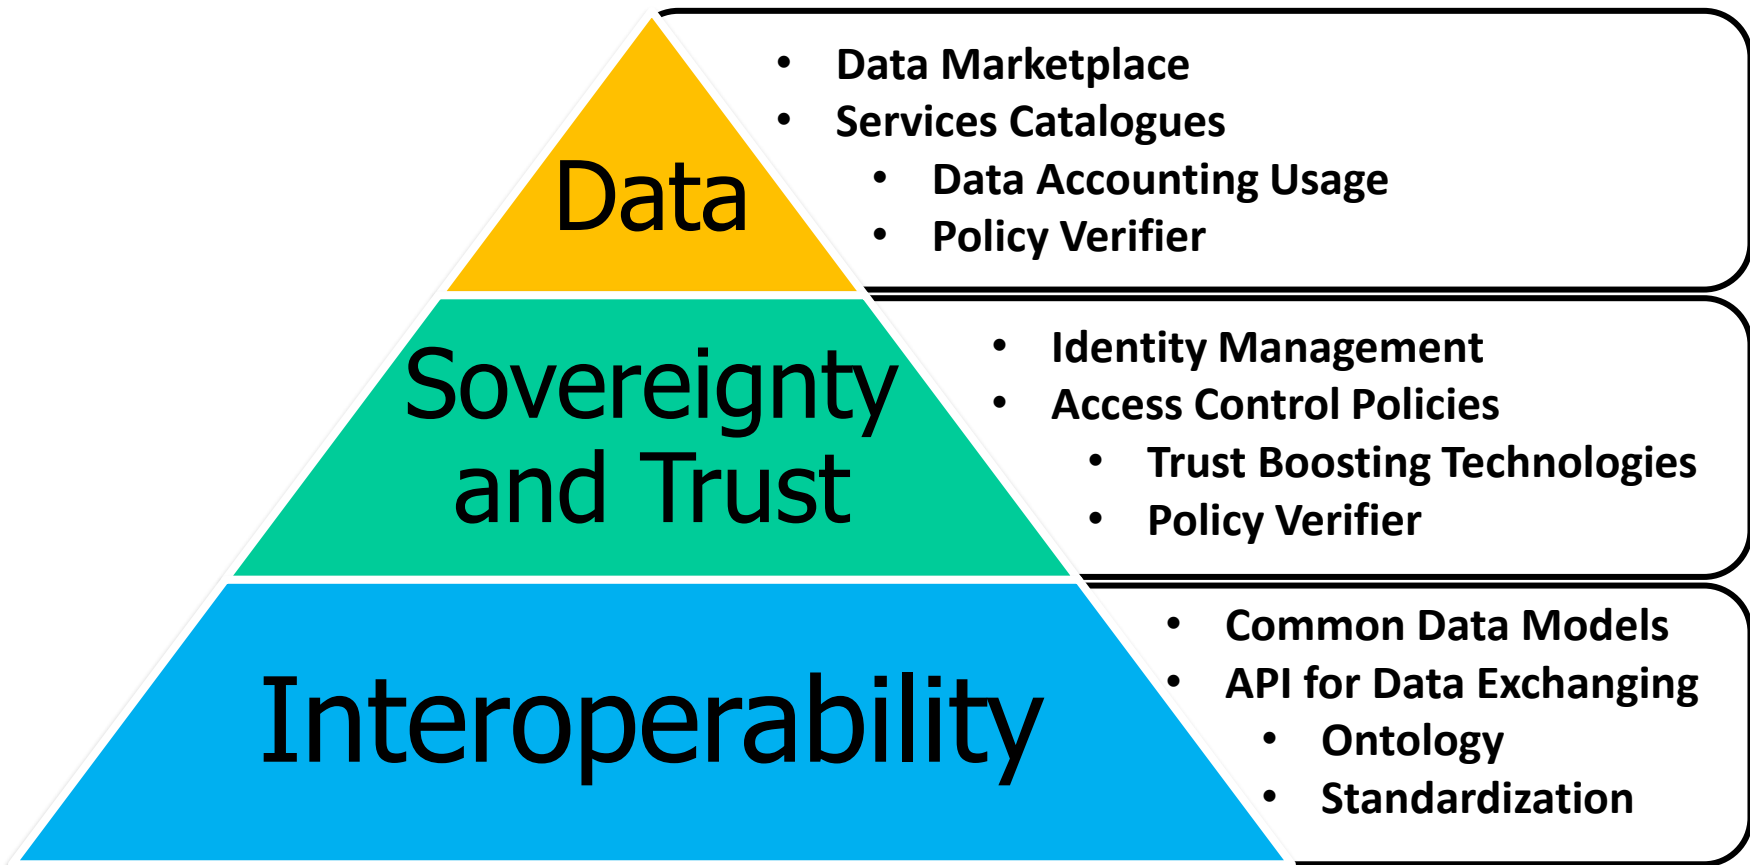 Data
• Data Marketplace
• Services Catalogues
• Data Accounting Usage
• Policy Verifier
Sovereignty
and Trust
• Identity Management
• Access Control Policies
• Trust Boosting Technologies
• Policy Verifier
Interoperability
• Common Data Models
• API for Data Exchanging
• Ontology
• Standardization